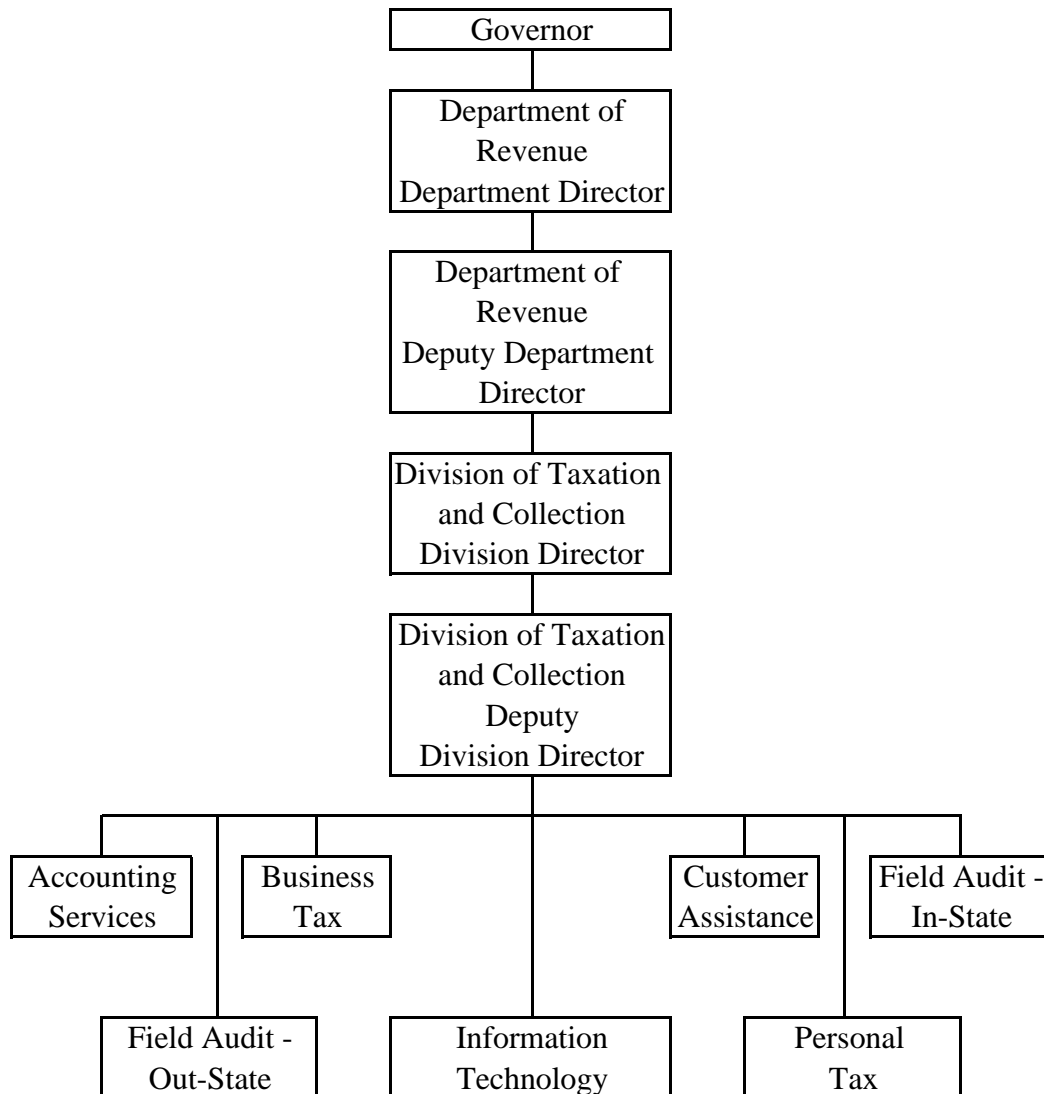 Governor
Department of
Revenue
Department Director
Department of
Revenue
Deputy Department
Director
Division of Taxation
and Collection
Division Director
Division of Taxation
and Collection
Deputy
Division Director
Accounting
Services
Business
Tax
Customer
Assistance
Field Audit -
In-State
Field Audit -
Out-State
Information
Technology
Personal
Tax